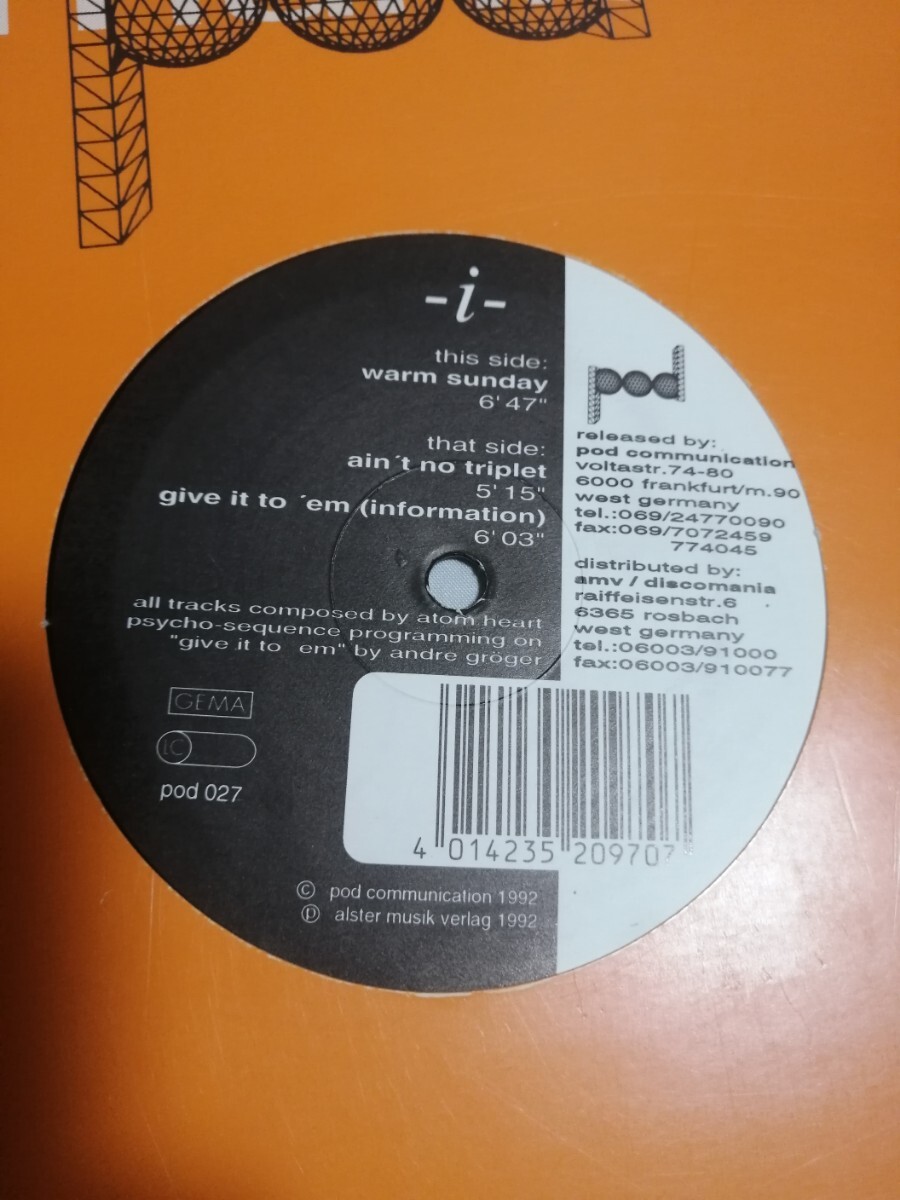 -i-
this side:
warm sunday
6'47"
that side:
ain´t no triplet
5'15"
give it to ´em (information)
6'03"
all tracks composed by atom heart
psycho-sequence programming on
"give it to em" by andre gröger
GEMA
LC
pod 027
pod
released by:
pod communication
voltastr.74-80
6000 frankfurt/m.90
west germany
tel.:069/24770090
fax:069/7072459
774045
distributed by:
amv / discomania
raiffeisenstr.6
6365 rosbach
west germany
tel.:06003/91000
fax:06003/910077
4 014235 209707
© pod communication 1992
℗ alster musik verlag 1992